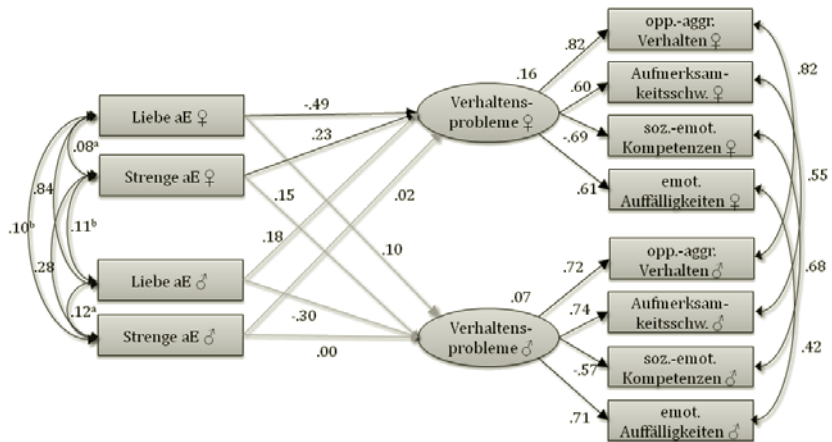 opp.-aggr.
Verhalten ♀
.82
.16
.82
Aufmerksam-
keitsschw. ♀
.60
Liebe aE ♀
-.49
Verhaltens-
probleme ♀
.23
soz.-emot.
Kompetenzen ♀
-.69
.08ᵃ
Strenge aE ♀
.15
.02
emot.
Auffälligkeiten ♀
.61
.55
.84
.10ᵇ
.11ᵇ
.18
.10
opp.-aggr.
Verhalten ♂
.72
.28
.68
Liebe aE ♂
.07
Aufmerksam-
keitsschw. ♂
.74
.12ᵃ
-.30
Strenge aE ♂
.00
Verhaltens-
probleme ♂
soz.-emot.
Kompetenzen ♂
-.57
.42
emot.
Auffälligkeiten ♂
.71